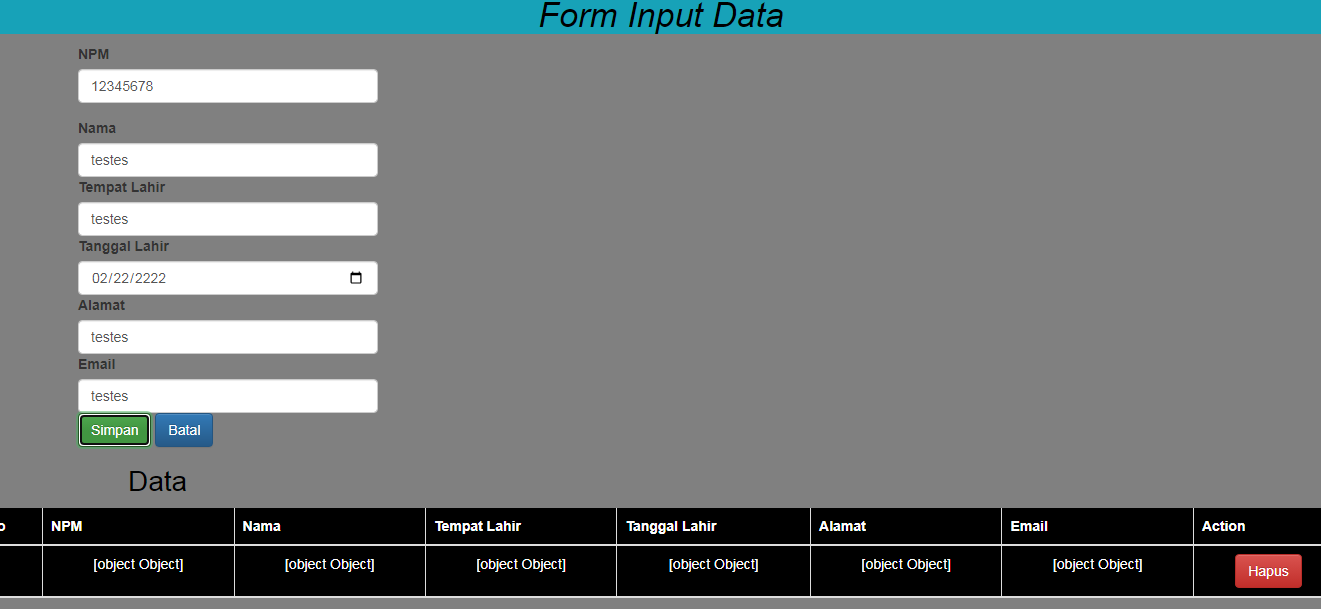 Form Input Data
NPM
12345678
Nama
testes
Tempat Lahir
testes
Tanggal Lahir
02/22/2222
Alamat
testes
Email
testes
Simpan Batal
Data
NPM Nama Tempat Lahir Tanggal Lahir Alamat Email Action
[object Object] [object Object] [object Object] [object Object] [object Object] [object Object] Hapus